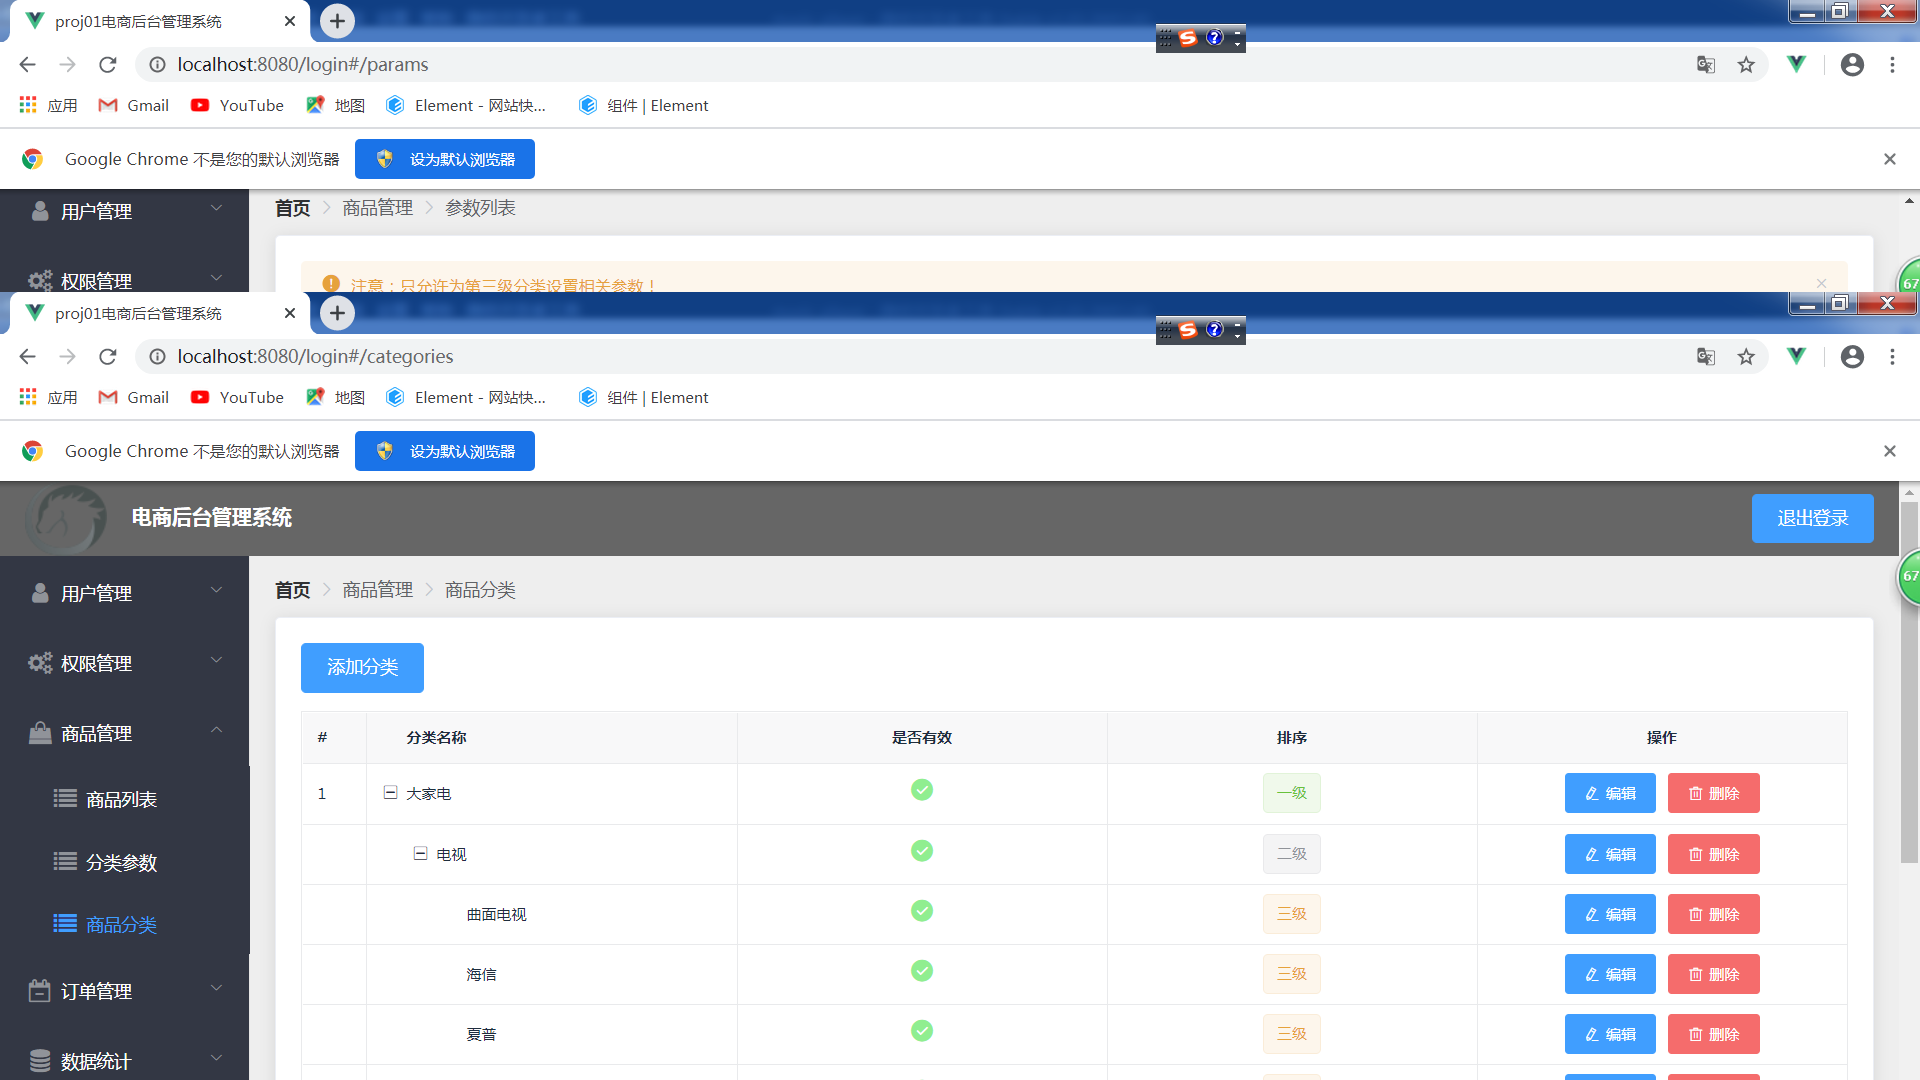 proj01电商后台管理系统
localhost:8080/login#/params
应用 Gmail YouTube 地图 Element - 网站快... 组件 | Element
Google Chrome 不是您的默认浏览器 设为默认浏览器
用户管理
首页 商品管理 参数列表
权限管理
注意：只允许为第三级分类设置相关参数！
67
proj01电商后台管理系统
localhost:8080/login#/categories
应用 Gmail YouTube 地图 Element - 网站快... 组件 | Element
Google Chrome 不是您的默认浏览器 设为默认浏览器
电商后台管理系统 退出登录
67
用户管理
权限管理
商品管理
商品列表
分类参数
商品分类
订单管理
数据统计
首页 商品管理 商品分类
添加分类
# 分类名称 是否有效 排序 操作
1 大家电 一级 编辑 删除
电视 二级 编辑 删除
曲面电视 三级 编辑 删除
海信 三级 编辑 删除
夏普 三级 编辑 删除